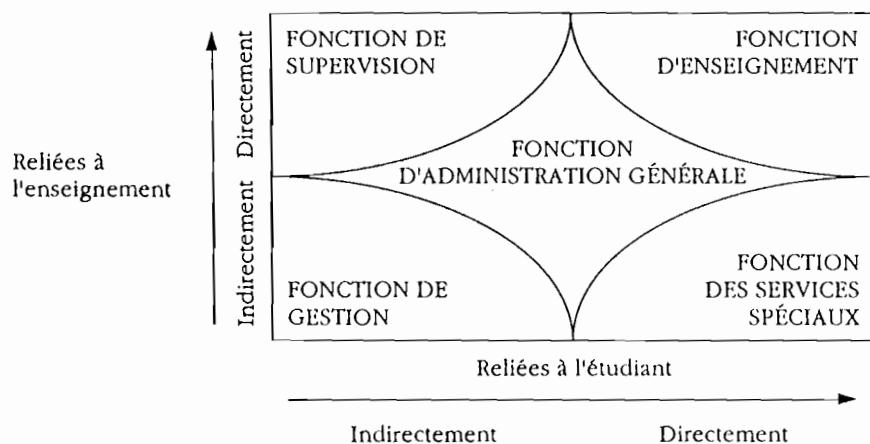 FONCTION DE
SUPERVISION
FONCTION
D'ENSEIGNEMENT
Directement
Reliées à
l'enseignement
FONCTION
D'ADMINISTRATION GÉNÉRALE
Indirectement
FONCTION DE
GESTION
FONCTION
DES SERVICES
SPÉCIAUX
Reliées à l'étudiant
Indirectement
Directement